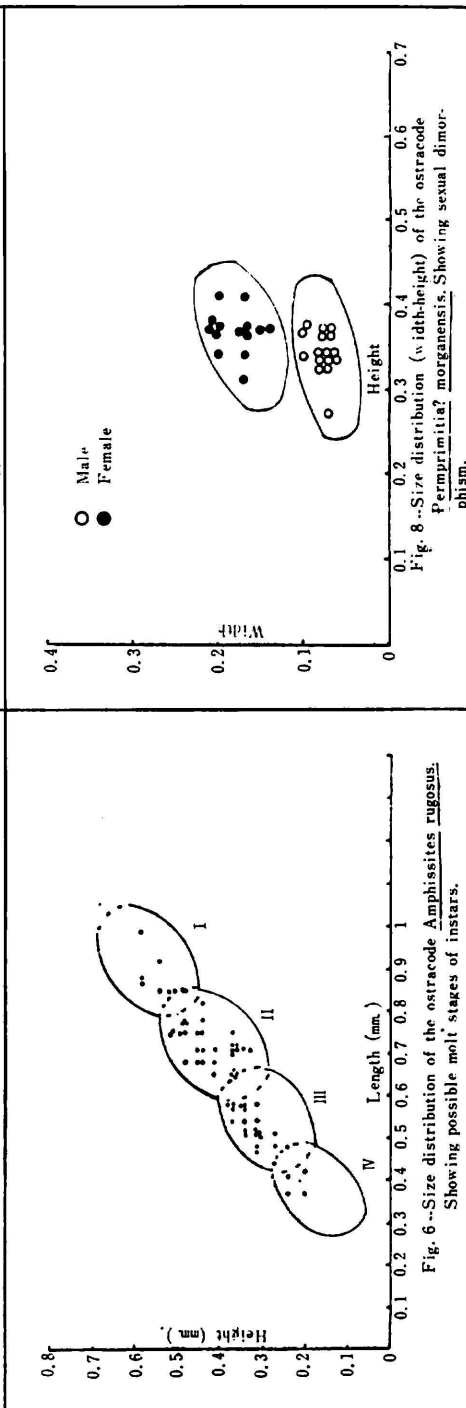 0.8
0.7
0.6
0.5
0.4
0.3
0.2
0.1
0
Height (mm.)
I
II
III
IV
0.1 0.2 0.3 0.4 0.5 0.6 0.7 0.8 0.9 1
Length (mm.)
Fig. 6 --Size distribution of the ostracode Amphissites rugosus.
Showing possible molt stages of instars.
0.4
0.3
0.2
0.1
0
Width
Male
Female
0.1 0.2 0.3 0.4 0.5 0.6 0.7
Height
Fig. 8 --Size distribution (width-height) of the ostracode
Permprimitia? morganensis. Showing sexual dimor-
phism.